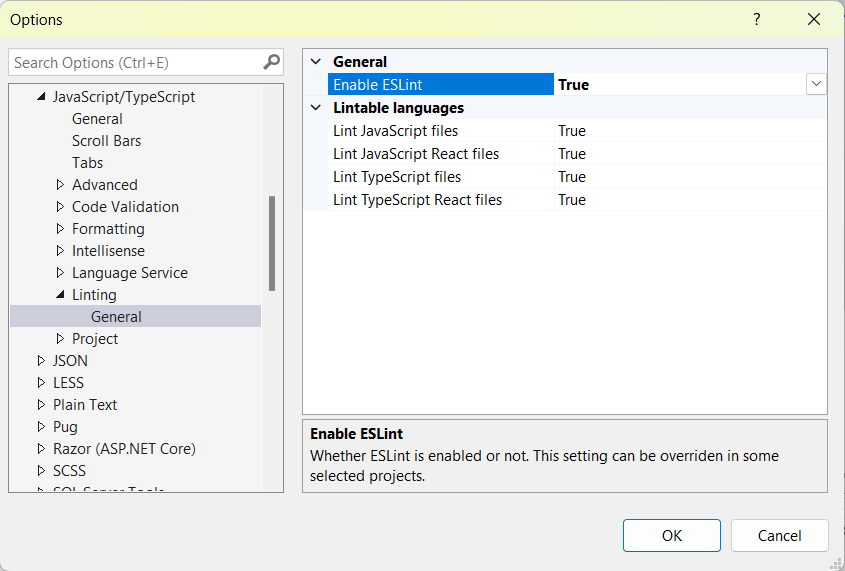 Options
?
Search Options (Ctrl+E)
JavaScript/TypeScript
General
Scroll Bars
Tabs
Advanced
Code Validation
Formatting
Intellisense
Language Service
Linting
General
Project
JSON
LESS
Plain Text
Pug
Razor (ASP.NET Core)
SCSS
SQL Server Tools
General
Enable ESLint True
Lintable languages
Lint JavaScript files True
Lint JavaScript React files True
Lint TypeScript files True
Lint TypeScript React files True
Enable ESLint
Whether ESLint is enabled or not. This setting can be overriden in some
selected projects.
OK
Cancel